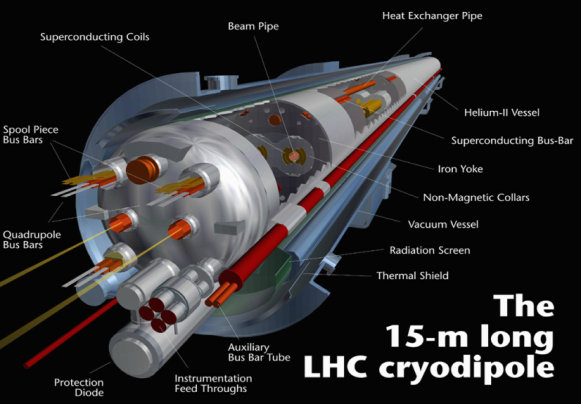 Heat Exchanger Pipe
Beam Pipe
Superconducting Coils
Helium-II Vessel
Spool Piece
Bus Bars
Superconducting Bus-Bar
Iron Yoke
Non-Magnetic Collars
Quadrupole
Bus Bars
Vacuum Vessel
Radiation Screen
Thermal Shield
The
15-m long
LHC cryodipole
Auxiliary
Bus Bar Tube
Instrumentation
Feed Throughs
Protection
Diode